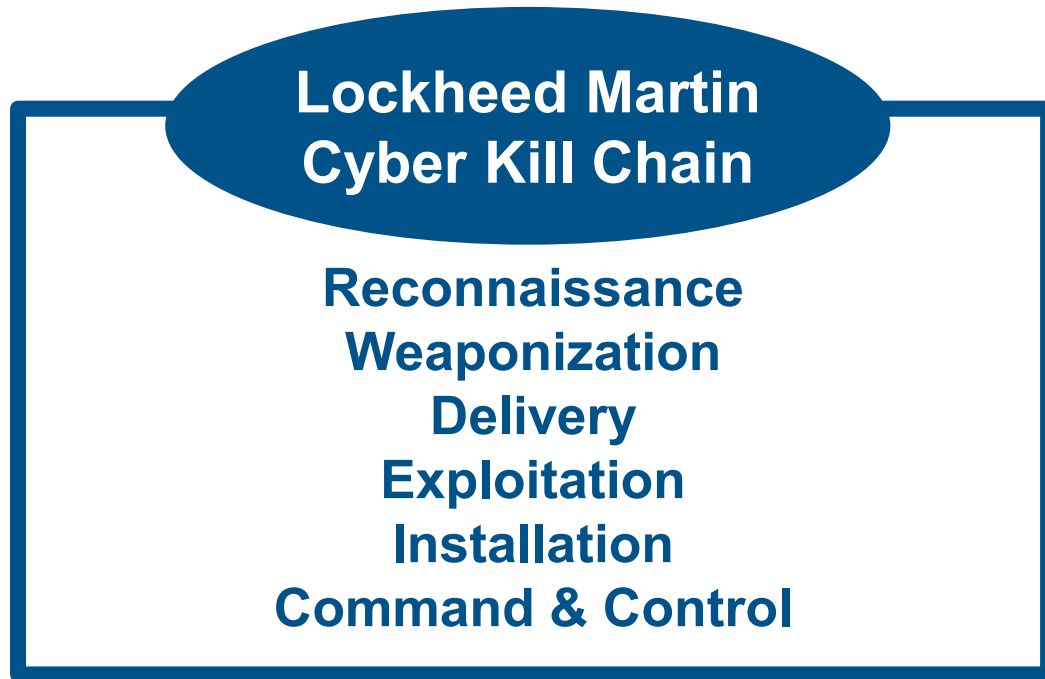 Lockheed Martin
Cyber Kill Chain
Reconnaissance
Weaponization
Delivery
Exploitation
Installation
Command & Control